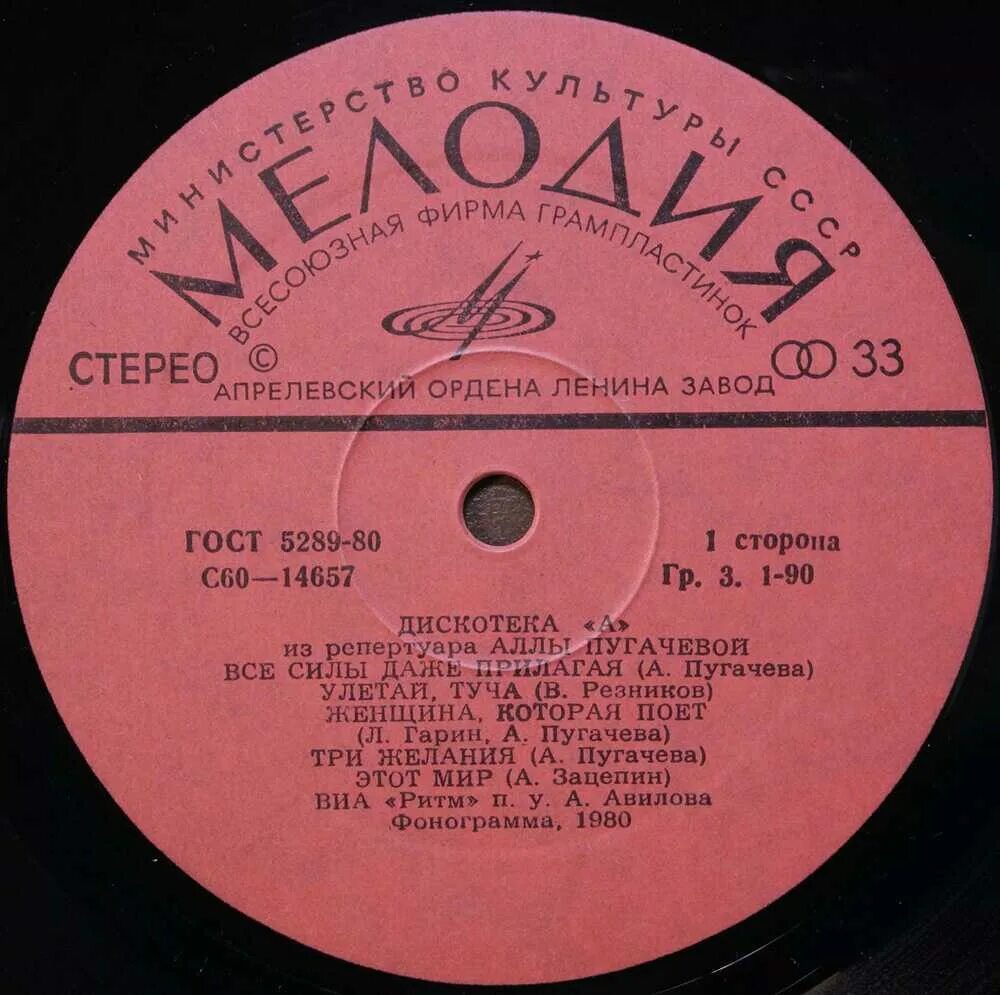 МИНИСТЕРСТВО КУЛЬТУРЫ СССР
МЕЛОДИЯ
ВСЕСОЮЗНАЯ ФИРМА ГРАМПЛАСТИНОК
СТЕРЕО © 33
АПРЕЛЕВСКИЙ ОРДЕНА ЛЕНИНА ЗАВОД
ГОСТ 5289-80 1 сторона
С60—14657 Гр. 3. 1-90
ДИСКОТЕКА «А»
из репертуара АЛЛЫ ПУГАЧЕВОЙ
ВСЕ СИЛЫ ДАЖЕ ПРИЛАГАЯ (А. Пугачева)
УЛЕТАЙ, ТУЧА (В. Резников)
ЖЕНЩИНА, КОТОРАЯ ПОЕТ
(Л. Гарин, А. Пугачева)
ТРИ ЖЕЛАНИЯ (А. Пугачева)
ЭТОТ МИР (А. Зацепин)
ВИА «Ритм» п. у. А. Авилова
Фонограмма, 1980